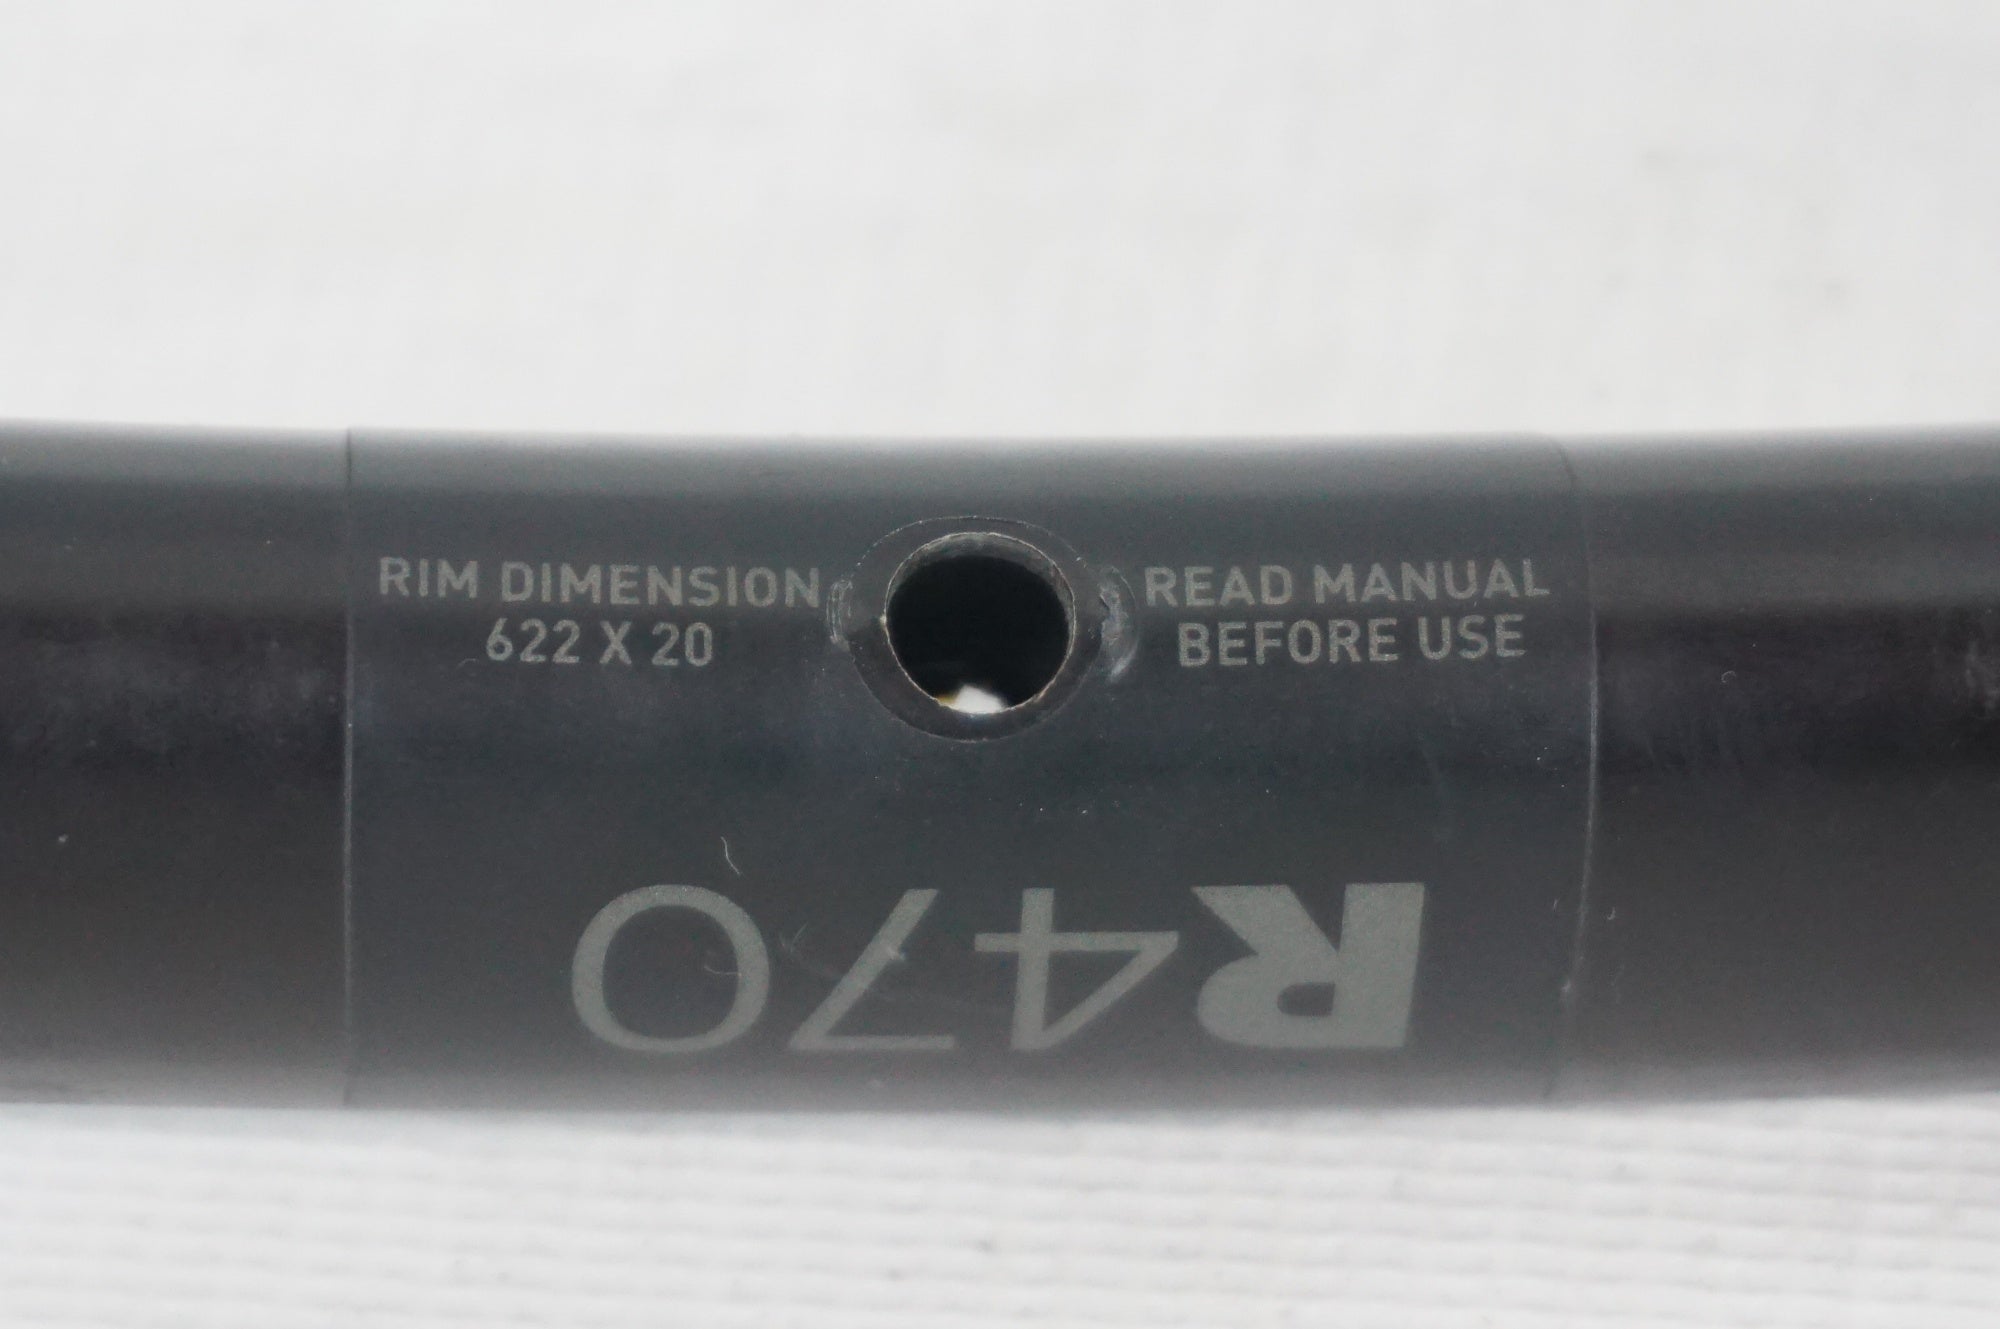 RIM DIMENSION
622 X 20
READ MANUAL
BEFORE USE
R470